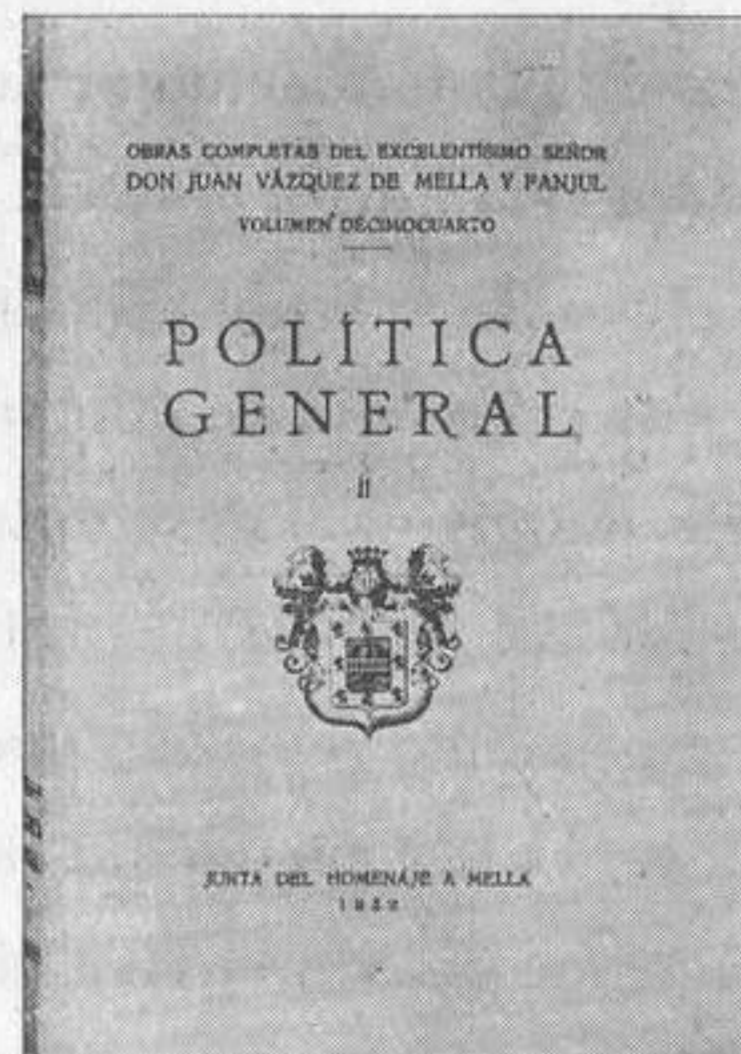 OBRAS COMPLETAS DEL EXCELENTÍSIMO SEÑOR
DON JUAN VÁZQUEZ DE MELLA Y FANJUL
VOLUMEN DÉCIMOCUARTO
POLÍTICA
GENERAL
II
JUNTA DEL HOMENAJE A MELLA
1932